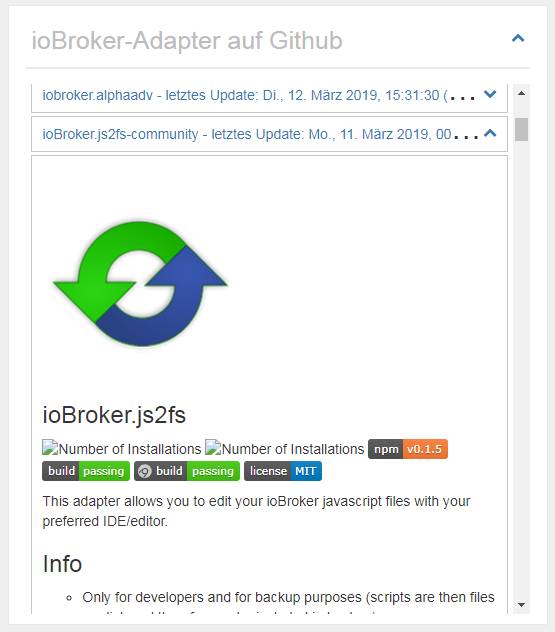 ioBroker-Adapter auf Github
iobroker.alphaadv - letztes Update: Di., 12. März 2019, 15:31:30 (...
ioBroker.js2fs-community - letztes Update: Mo., 11. März 2019, 00...
ioBroker.js2fs
Number of Installations Number of Installations npm v0.1.5
build passing build passing license MIT
This adapter allows you to edit your ioBroker javascript files with your
preferred IDE/editor.
Info
Only for developers and for backup purposes (scripts are then files